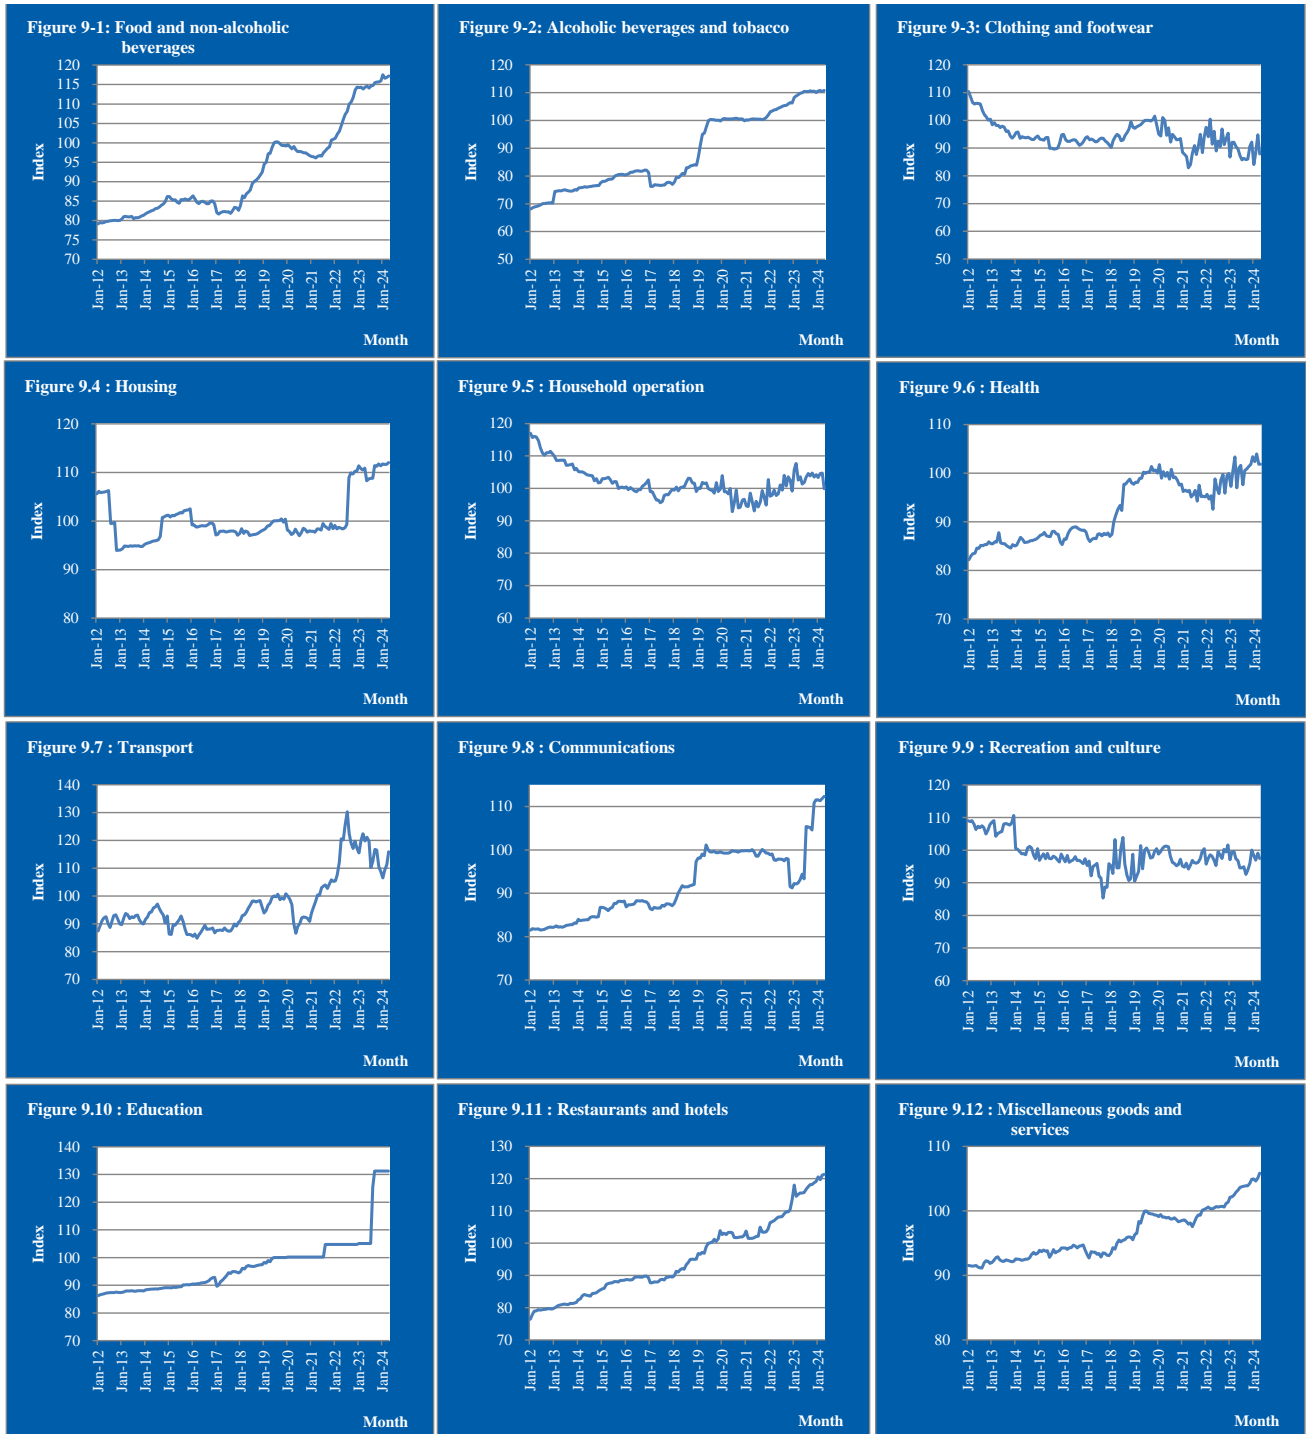 Figure 9-1: Food and non-alcoholic
beverages
120
115
110
105
100
95
90
85
80
75
70
Index
Jan-12
Jan-13
Jan-14
Jan-15
Jan-16
Jan-17
Jan-18
Jan-19
Jan-20
Jan-21
Jan-22
Jan-23
Jan-24
Month
Figure 9-2: Alcoholic beverages and tobacco
120
110
100
90
80
70
60
50
Index
Jan-12
Jan-13
Jan-14
Jan-15
Jan-16
Jan-17
Jan-18
Jan-19
Jan-20
Jan-21
Jan-22
Jan-23
Jan-24
Month
Figure 9-3: Clothing and footwear
120
110
100
90
80
70
60
50
Index
Jan-12
Jan-13
Jan-14
Jan-15
Jan-16
Jan-17
Jan-18
Jan-19
Jan-20
Jan-21
Jan-22
Jan-23
Jan-24
Month
Figure 9.4 : Housing
120
110
100
90
80
Index
Jan-12
Jan-13
Jan-14
Jan-15
Jan-16
Jan-17
Jan-18
Jan-19
Jan-20
Jan-21
Jan-22
Jan-23
Jan-24
Month
Figure 9.5 : Household operation
120
110
100
90
80
70
60
Index
Jan-12
Jan-13
Jan-14
Jan-15
Jan-16
Jan-17
Jan-18
Jan-19
Jan-20
Jan-21
Jan-22
Jan-23
Jan-24
Month
Figure 9.6 : Health
110
100
90
80
70
Index
Jan-12
Jan-13
Jan-14
Jan-15
Jan-16
Jan-17
Jan-18
Jan-19
Jan-20
Jan-21
Jan-22
Jan-23
Jan-24
Month
Figure 9.7 : Transport
140
130
120
110
100
90
80
70
Index
Jan-12
Jan-13
Jan-14
Jan-15
Jan-16
Jan-17
Jan-18
Jan-19
Jan-20
Jan-21
Jan-22
Jan-23
Jan-24
Month
Figure 9.8 : Communications
110
100
90
80
70
Index
Jan-12
Jan-13
Jan-14
Jan-15
Jan-16
Jan-17
Jan-18
Jan-19
Jan-20
Jan-21
Jan-22
Jan-23
Jan-24
Month
Figure 9.9 : Recreation and culture
120
110
100
90
80
70
60
Index
Jan-12
Jan-13
Jan-14
Jan-15
Jan-16
Jan-17
Jan-18
Jan-19
Jan-20
Jan-21
Jan-22
Jan-23
Jan-24
Month
Figure 9.10 : Education
140
130
120
110
100
90
80
70
Index
Jan-12
Jan-13
Jan-14
Jan-15
Jan-16
Jan-17
Jan-18
Jan-19
Jan-20
Jan-21
Jan-22
Jan-23
Jan-24
Month
Figure 9.11 : Restaurants and hotels
130
120
110
100
90
80
70
Index
Jan-12
Jan-13
Jan-14
Jan-15
Jan-16
Jan-17
Jan-18
Jan-19
Jan-20
Jan-21
Jan-22
Jan-23
Jan-24
Month
Figure 9.12 : Miscellaneous goods and
services
110
100
90
80
Index
Jan-12
Jan-13
Jan-14
Jan-15
Jan-16
Jan-17
Jan-18
Jan-19
Jan-20
Jan-21
Jan-22
Jan-23
Jan-24
Month